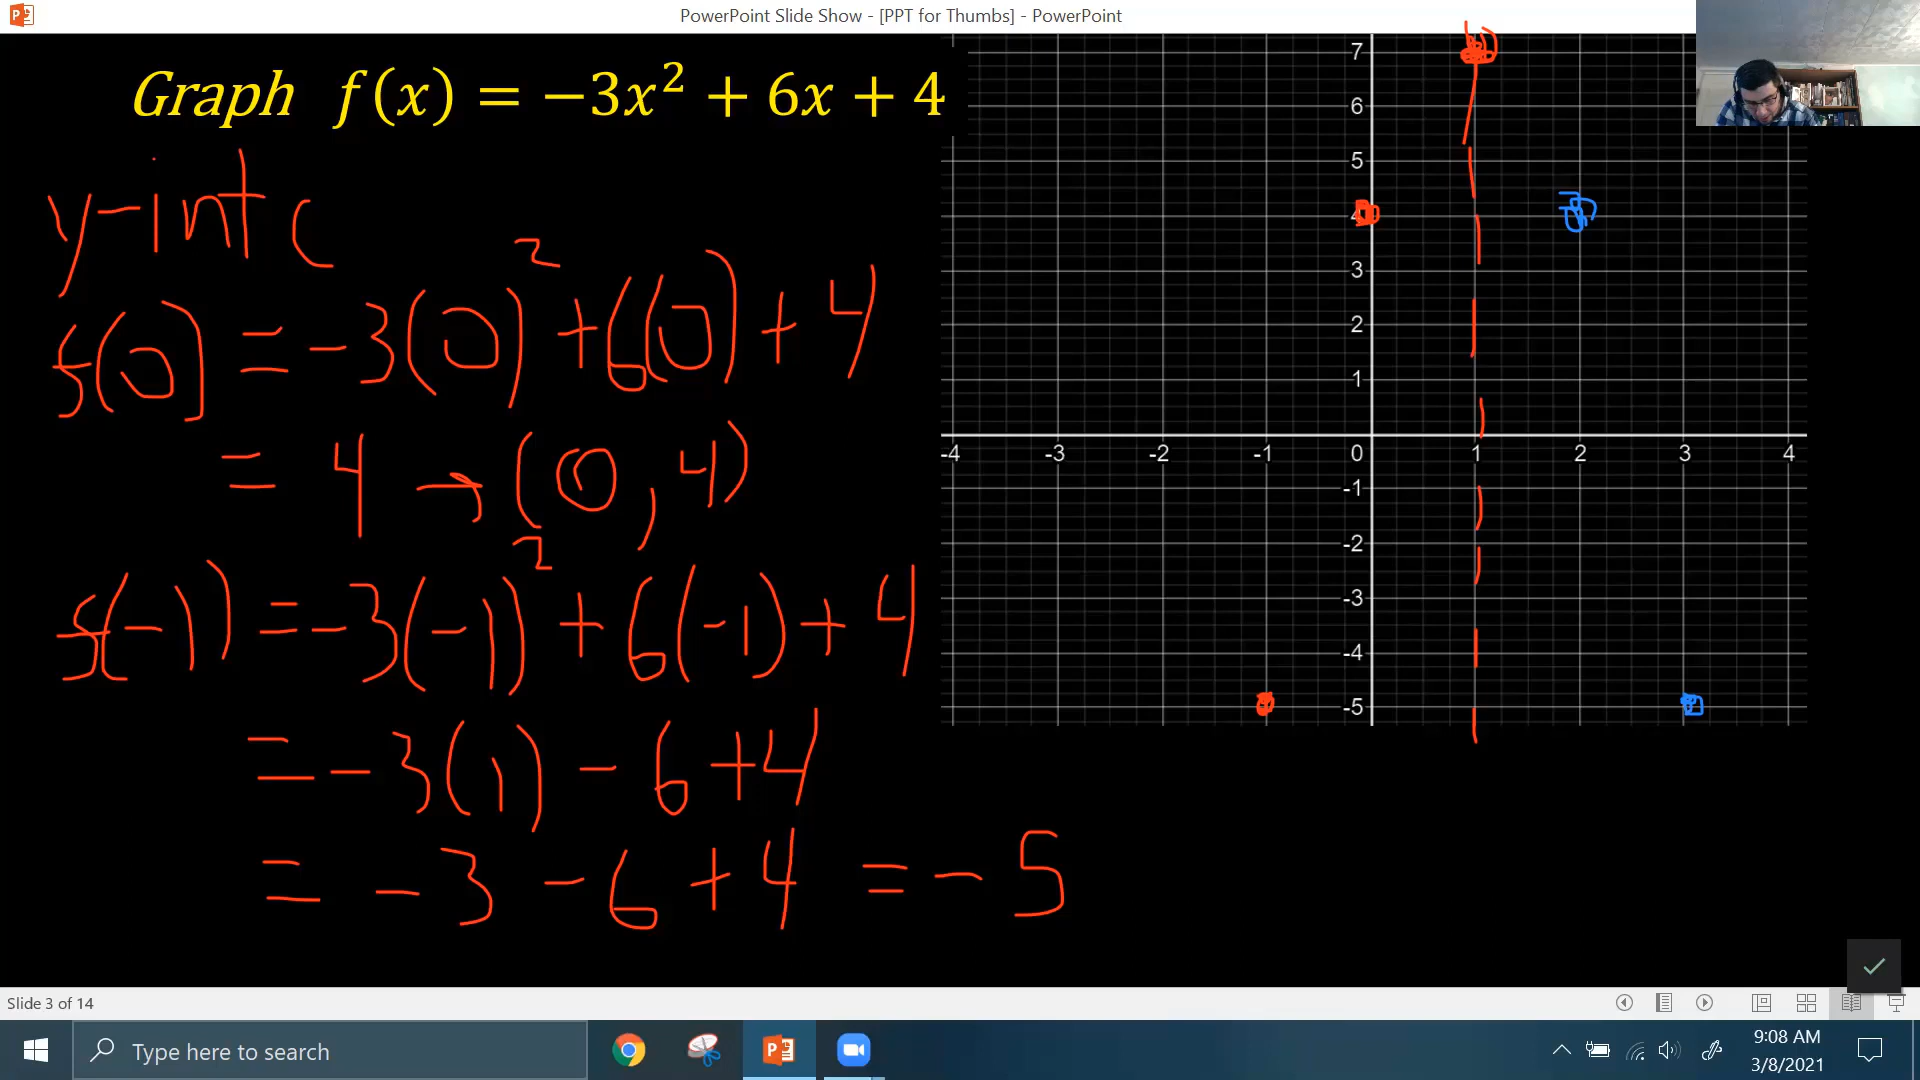 PowerPoint Slide Show - [PPT for Thumbs] - PowerPoint
Graph f(x) = −3x² + 6x + 4
y-int (
f(0) = -3(0)² + 6(0) + 4
= 4 → (0, 4)
f(-1) = -3(-1)² + 6(-1) + 4
= -3(1) - 6 + 4
= -3 - 6 + 4 = -5
7
6
5
4
3
2
1
-4 -3 -2 -1 0 1 2 3 4
-1
-2
-3
-4
-5
Slide 3 of 14
Type here to search
9:08 AM
3/8/2021